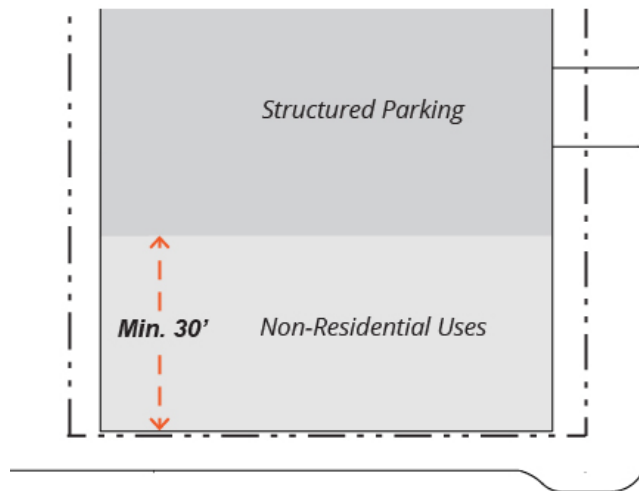 Structured Parking
Min. 30’
Non-Residential Uses